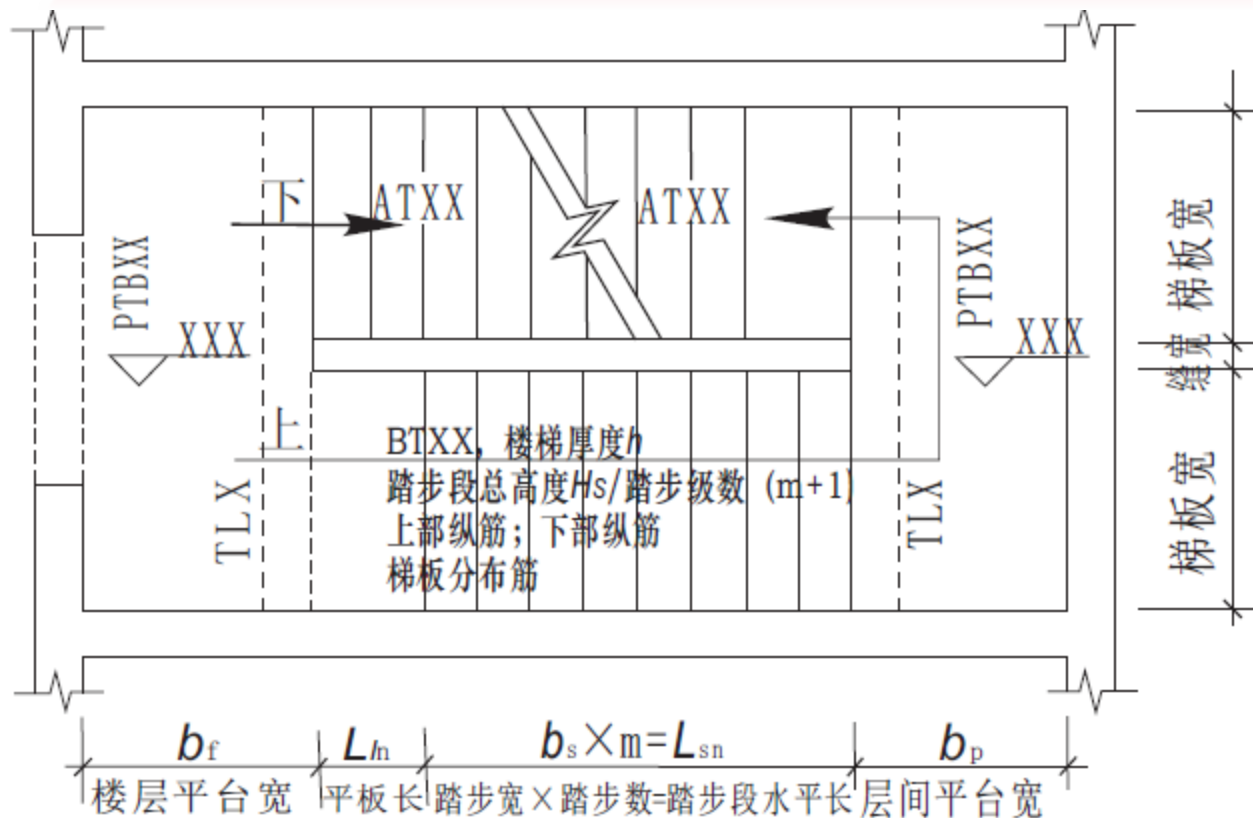 下
ATXX
ATXX
PTBXX
XXX
PTBXX
XXX
梯板宽
缝宽
梯板宽
上
BTXX, 楼梯厚度h
踏步段总高度Hs/踏步级数 (m+1)
上部纵筋；下部纵筋
梯板分布筋
TLX
TLX
bf
Lln
bs×m=Lsn
bp
楼层平台宽
平板长
踏步宽×踏步数=踏步段水平长
层间平台宽